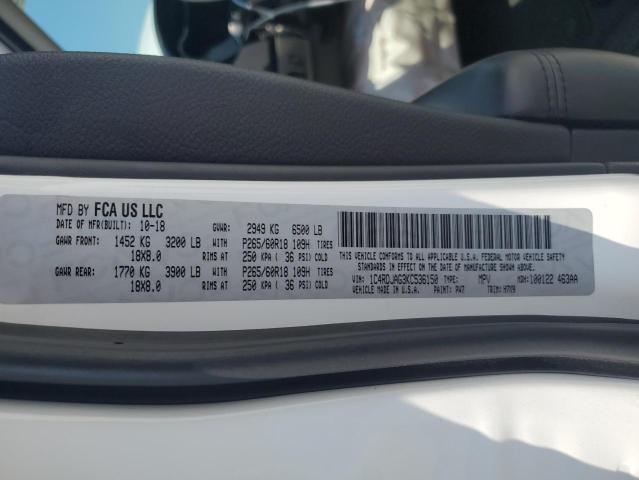 MFD BY FCA US LLC
DATE OF MFR(BUILT): 10-18 GVWR: 2949 KG 6500 LB
GAWR FRONT: 1452 KG 3200 LB WITH P265/60R18 109H TIRES
18X8.0 RIMS AT 250 KPA ( 36 PSI) COLD
GAWR REAR: 1770 KG 3900 LB WITH P265/60R18 109H TIRES
18X8.0 RIMS AT 250 KPA ( 36 PSI) COLD
THIS VEHICLE CONFORMS TO ALL APPLICABLE FEDERAL MOTOR VEHICLE SAFETY
STANDARDS IN EFFECT ON THE DATE OF MANUFACTURE SHOWN ABOVE.
VIN: 1C4RDJAG3KC536150 TYPE: MPV MDH: 100122 463AA
VEHICLE MADE IN U.S.A. PAINT: PW7 TRIM: H7X9